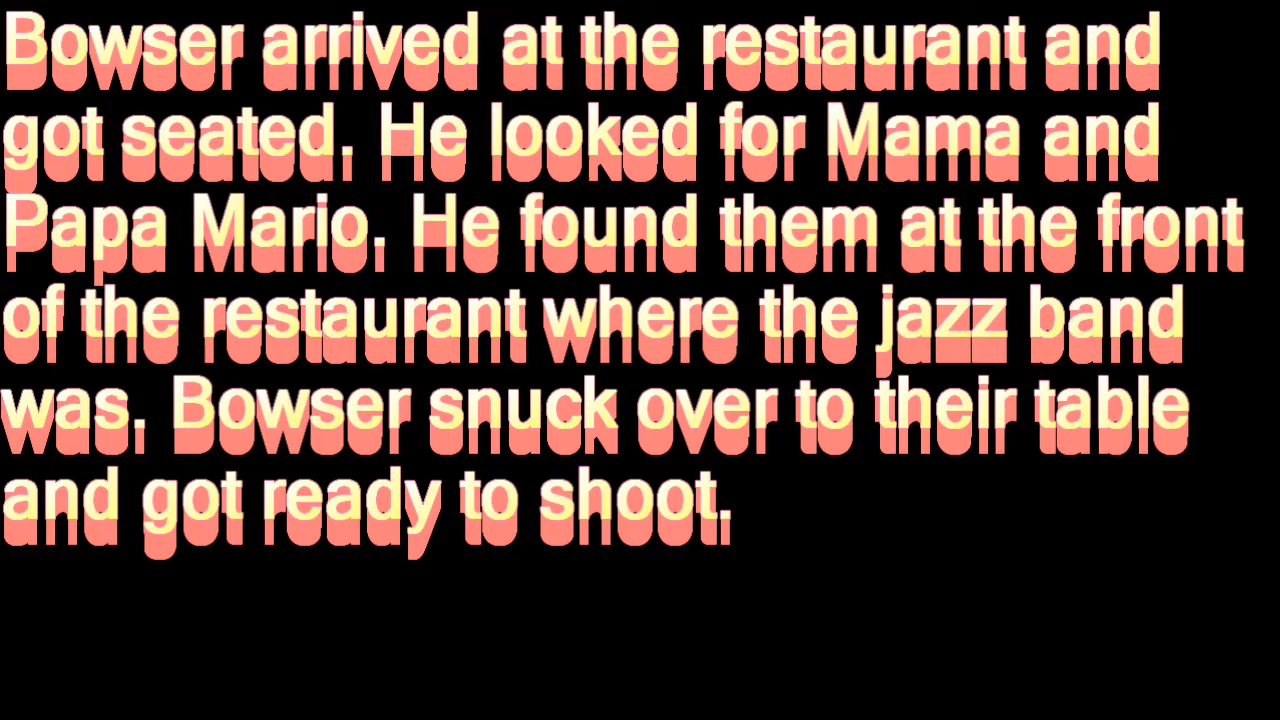 Bowser arrived at the restaurant and
got seated. He looked for Mama and
Papa Mario. He found them at the front
of the restaurant where the jazz band
was. Bowser snuck over to their table
and got ready to shoot.